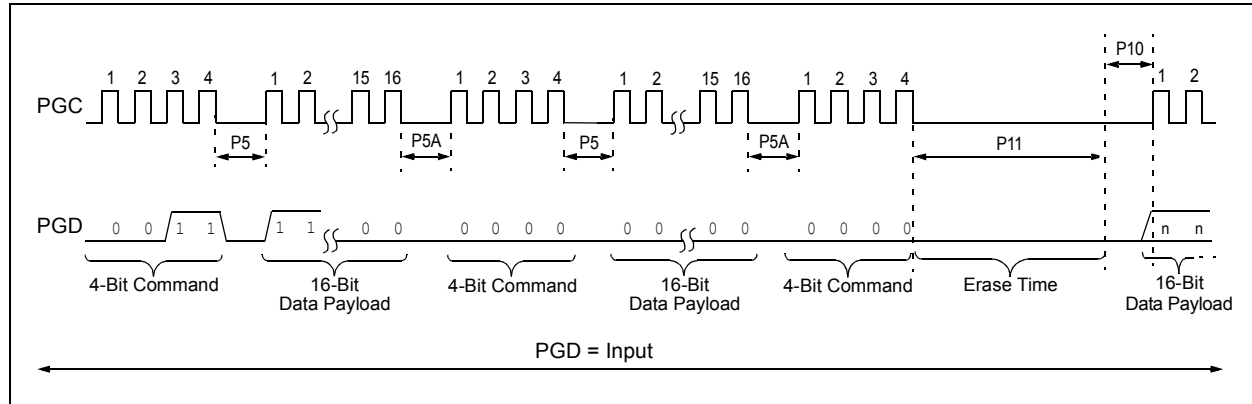 P10
1 2 3 4 1 2 15 16 1 2 3 4 1 2 15 16 1 2 3 4 1 2
PGC
P5 P5A P5 P5A P11
PGD 0 0 1 1 1 1 0 0 0 0 0 0 0 0 0 0 0 0 0 0 n n
4-Bit Command 16-Bit 4-Bit Command 16-Bit 4-Bit Command Erase Time 16-Bit
Data Payload Data Payload Data Payload
PGD = Input